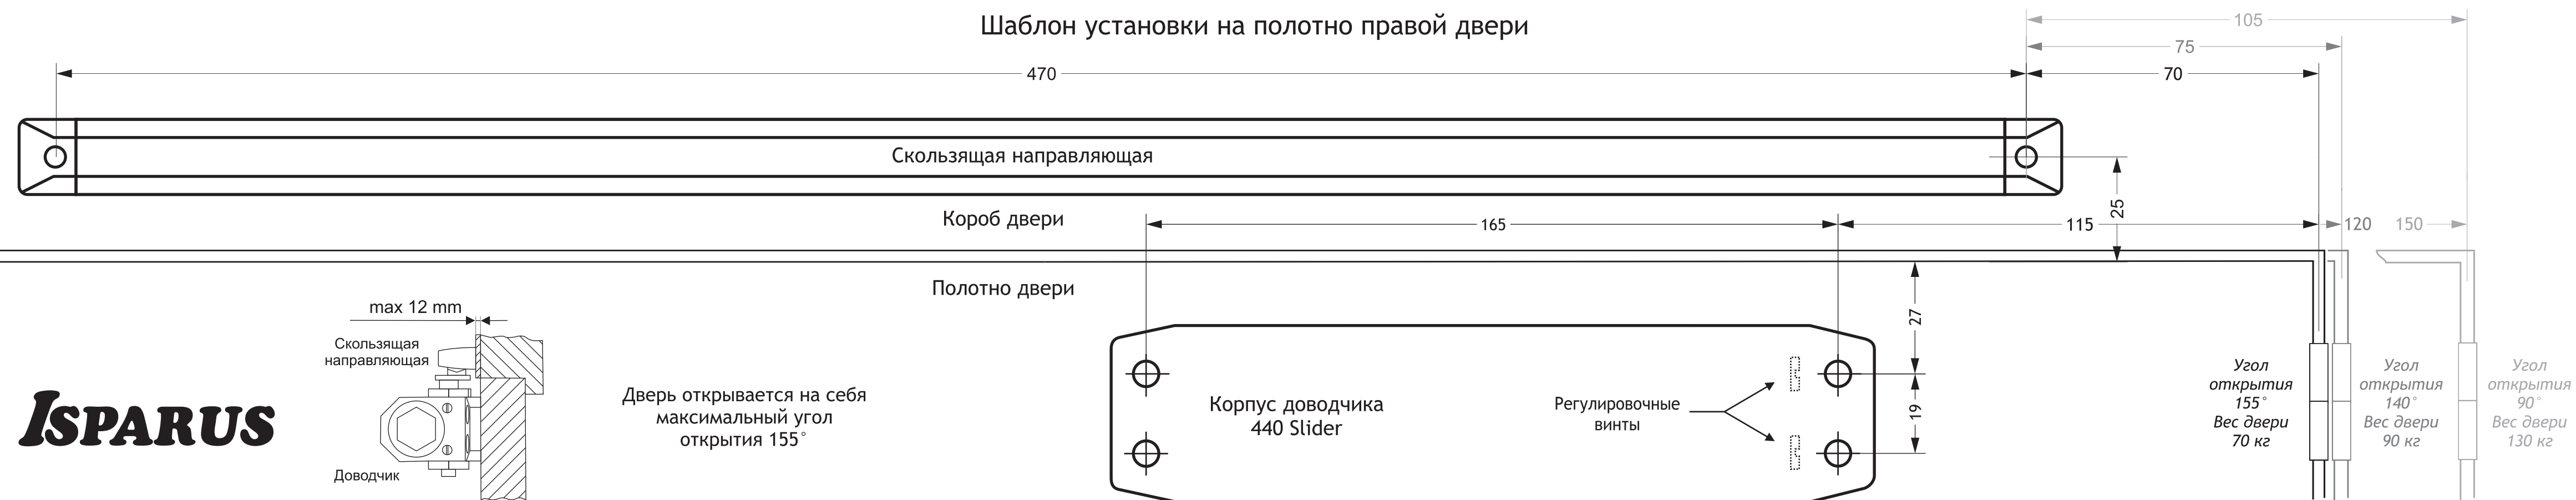 Шаблон установки на полотно правой двери
105
75
470
70
Скользящая направляющая
25
Короб двери
165
115
120
150
Полотно двери
max 12 mm
Скользящая
направляющая
Доводчик
ISPARUS
Дверь открывается на себя
максимальный угол
открытия 155°
Корпус доводчика
440 Slider
Регулировочные
винты
27
19
Угол
открытия
155°
Вес двери
70 кг
Угол
открытия
140°
Вес двери
90 кг
Угол
открытия
90°
Вес двери
130 кг